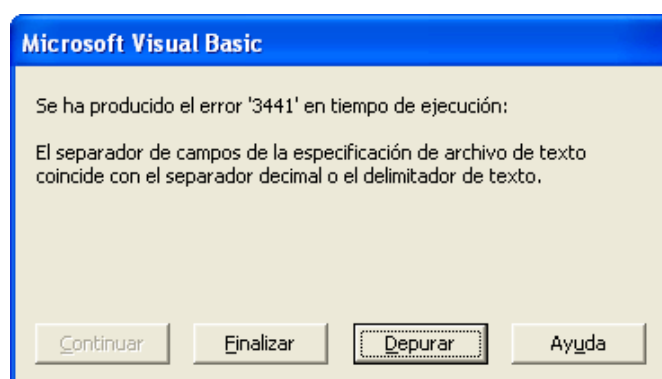 Microsoft Visual Basic
Se ha producido el error '3441' en tiempo de ejecución:
El separador de campos de la especificación de archivo de texto
coincide con el separador decimal o el delimitador de texto.
Continuar Finalizar Depurar Ayuda